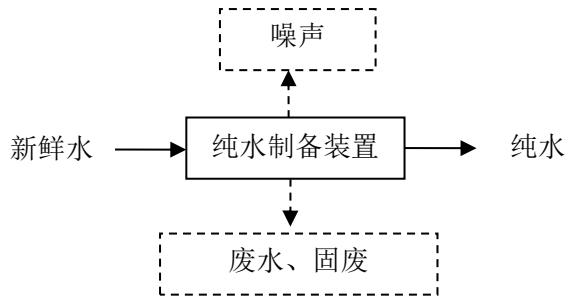 噪声
新鲜水
纯水制备装置
纯水
废水、固废